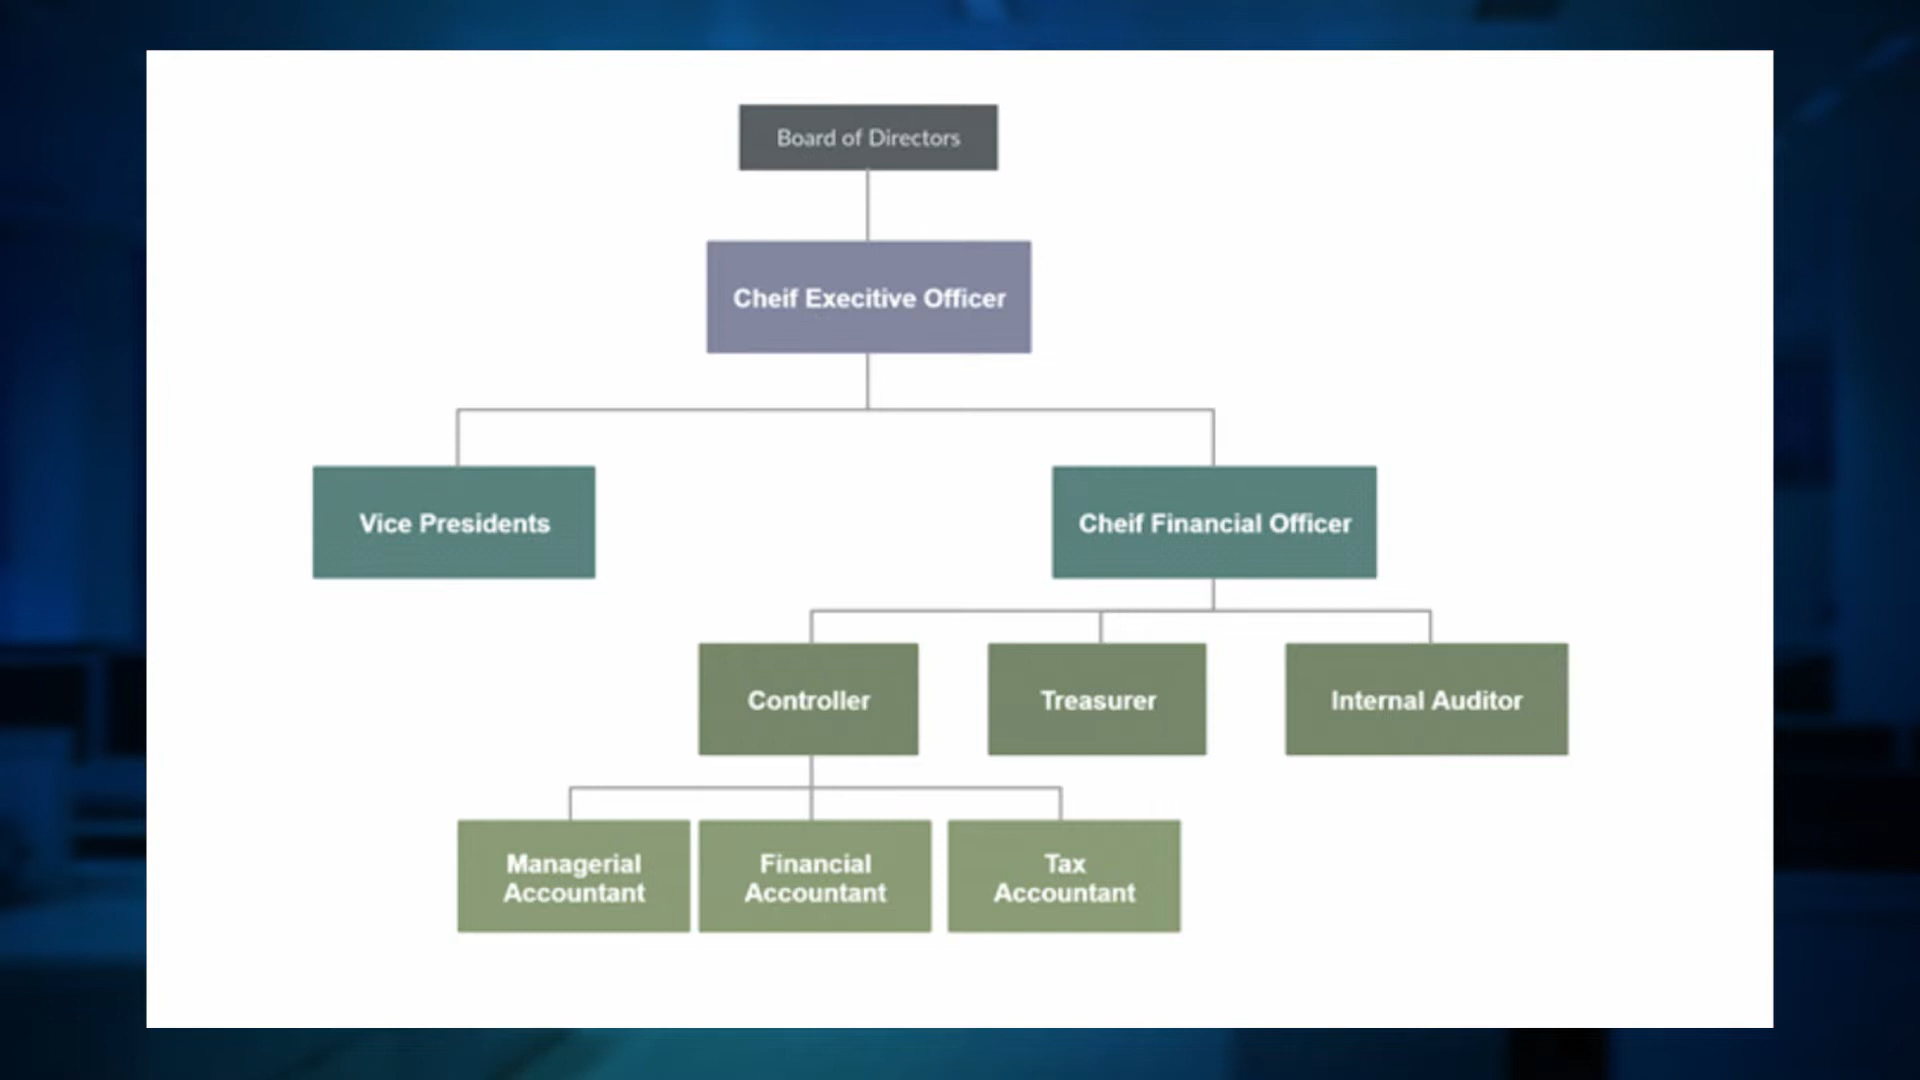 Board of Directors
Cheif Execitive Officer
Vice Presidents
Cheif Financial Officer
Controller
Treasurer
Internal Auditor
Managerial
Accountant
Financial
Accountant
Tax
Accountant